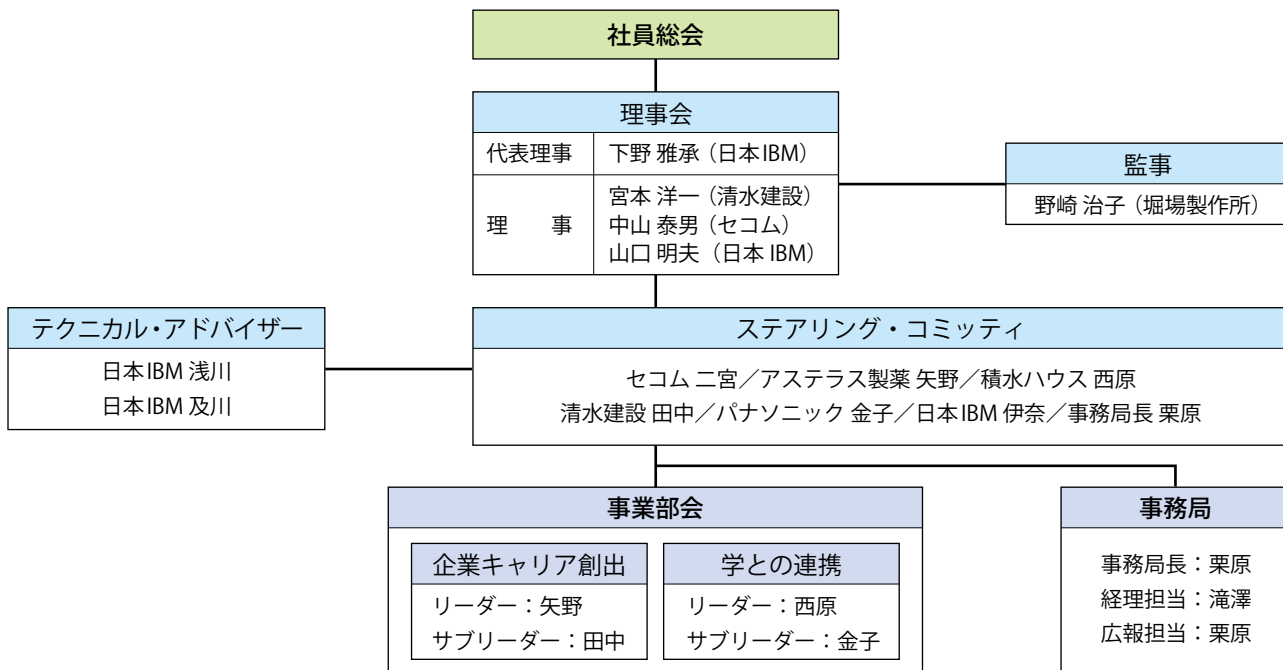 社員総会
理事会
代表理事 下野 雅承（日本IBM）
理　事 宮本 洋一（清水建設）
中山 泰男（セコム）
山口 明夫（日本 IBM）
監事
野崎 治子（堀場製作所）
テクニカル・アドバイザー
日本IBM 浅川
日本IBM 及川
ステアリング・コミッティ
セコム 二宮／アステラス製薬 矢野／積水ハウス 西原
清水建設 田中／パナソニック 金子／日本IBM 伊奈／事務局長 栗原
事業部会
企業キャリア創出
リーダー：矢野
サブリーダー：田中
学との連携
リーダー：西原
サブリーダー：金子
事務局
事務局長：栗原
経理担当：滝澤
広報担当：栗原